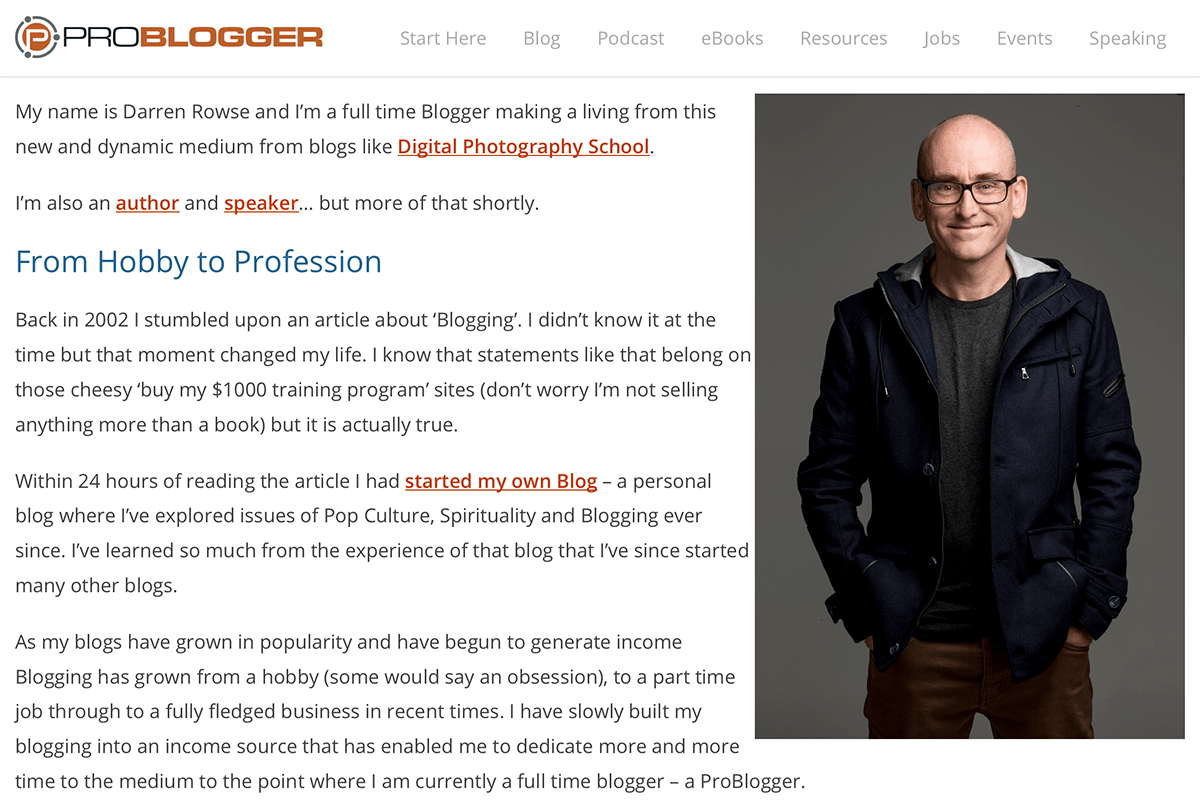 PROBLOGGER
Start Here Blog Podcast eBooks Resources Jobs Events Speaking
My name is Darren Rowse and I’m a full time Blogger making a living from this
new and dynamic medium from blogs like Digital Photography School.
I’m also an author and speaker… but more of that shortly.
From Hobby to Profession
Back in 2002 I stumbled upon an article about ‘Blogging’. I didn’t know it at the
time but that moment changed my life. I know that statements like that belong on
those cheesy ‘buy my $1000 training program’ sites (don’t worry I’m not selling
anything more than a book) but it is actually true.
Within 24 hours of reading the article I had started my own Blog – a personal
blog where I’ve explored issues of Pop Culture, Spirituality and Blogging ever
since. I’ve learned so much from the experience of that blog that I’ve since started
many other blogs.
As my blogs have grown in popularity and have begun to generate income
Blogging has grown from a hobby (some would say an obsession), to a part time
job through to a fully fledged business in recent times. I have slowly built my
blogging into an income source that has enabled me to dedicate more and more
time to the medium to the point where I am currently a full time blogger – a ProBlogger.